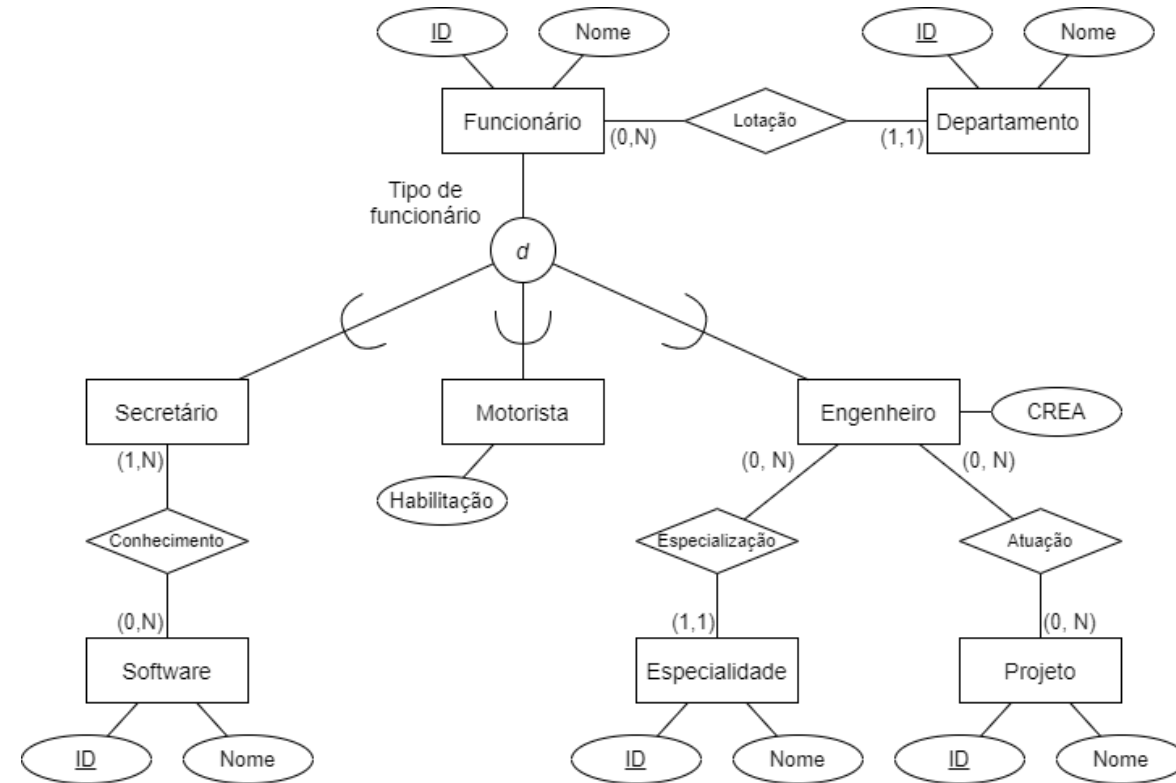 ID
Nome
ID
Nome
Funcionário
Lotação
Departamento
(0,N)
(1,1)
Tipo de
funcionário
d
Secretário
Motorista
Engenheiro
CREA
(1,N)
(0, N)
(0, N)
Habilitação
Conhecimento
Especialização
Atuação
(0,N)
(1,1)
(0, N)
Software
Especialidade
Projeto
ID
Nome
ID
Nome
ID
Nome